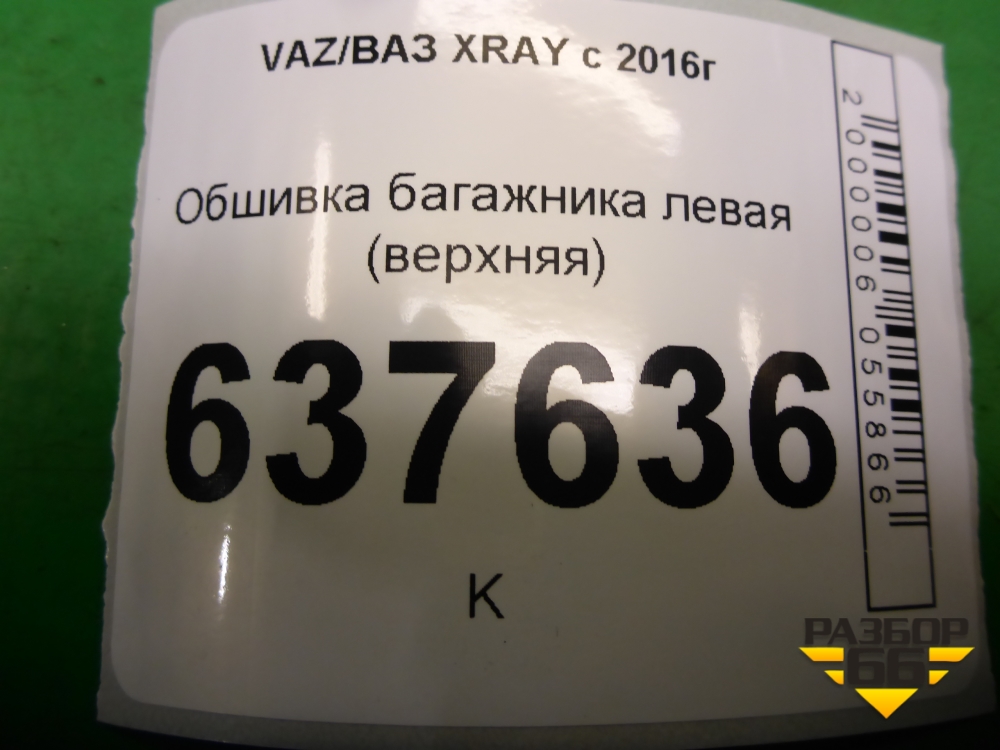 VAZ/ВАЗ XRAY с 2016г
Обшивка багажника левая
(верхняя)
637636
К
2000006055866
РАЗБОР
66